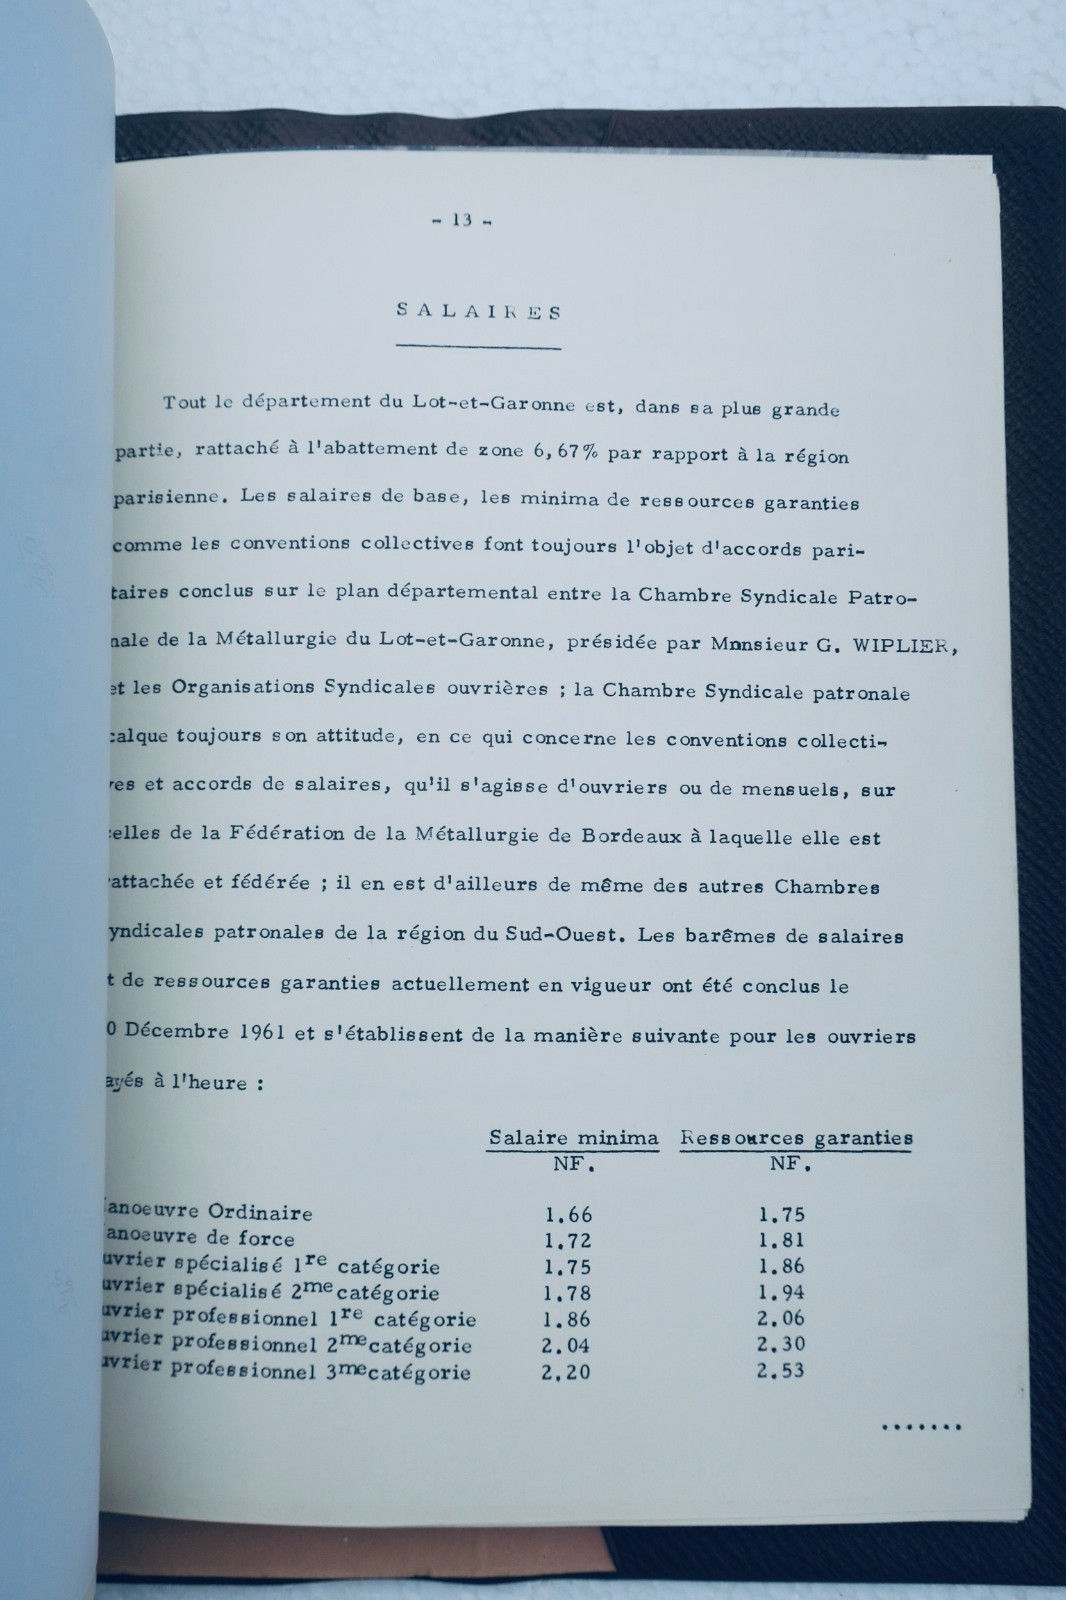 - 13 -
SALAIRES
Tout le département du Lot-et-Garonne est, dans sa plus grande
partie, rattaché à l'abattement de zone 6,67% par rapport à la région
parisienne. Les salaires de base, les minima de ressources garanties
comme les conventions collectives font toujours l'objet d'accords pari-
taires conclus sur le plan départemental entre la Chambre Syndicale Patro-
nale de la Métallurgie du Lot-et-Garonne, présidée par Mnnsieur G. WIPLIER,
et les Organisations Syndicales ouvrières ; la Chambre Syndicale patronale
calque toujours son attitude, en ce qui concerne les conventions collecti-
res et accords de salaires, qu'il s'agisse d'ouvriers ou de mensuels, sur
elles de la Fédération de la Métallurgie de Bordeaux à laquelle elle est
attachée et fédérée ; il en est d'ailleurs de même des autres Chambres
yndicales patronales de la région du Sud-Ouest. Les barêmes de salaires
t de ressources garanties actuellement en vigueur ont été conclus le
0 Décembre 1961 et s'établissent de la manière suivante pour les ouvriers
ayés à l'heure :
Salaire minima Ressources garanties
NF. NF.
anoeuvre Ordinaire 1.66 1.75
anoeuvre de force 1.72 1.81
uvrier spécialisé 1re catégorie 1.75 1.86
uvrier spécialisé 2me catégorie 1.78 1.94
uvrier professionnel 1re catégorie 1.86 2.06
uvrier professionnel 2me catégorie 2.04 2.30
uvrier professionnel 3me catégorie 2.20 2.53
.......